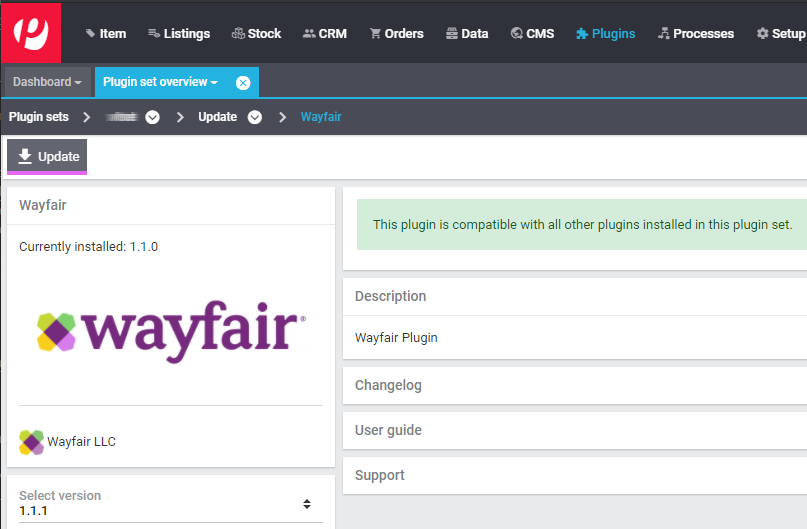 Item Listings Stock CRM Orders Data CMS Plugins Processes Setup
Dashboard Plugin set overview
Plugin sets Update Wayfair
Update
Wayfair
Currently installed: 1.1.0
wayfair®
Wayfair LLC
Select version
1.1.1
This plugin is compatible with all other plugins installed in this plugin set.
Description
Wayfair Plugin
Changelog
User guide
Support